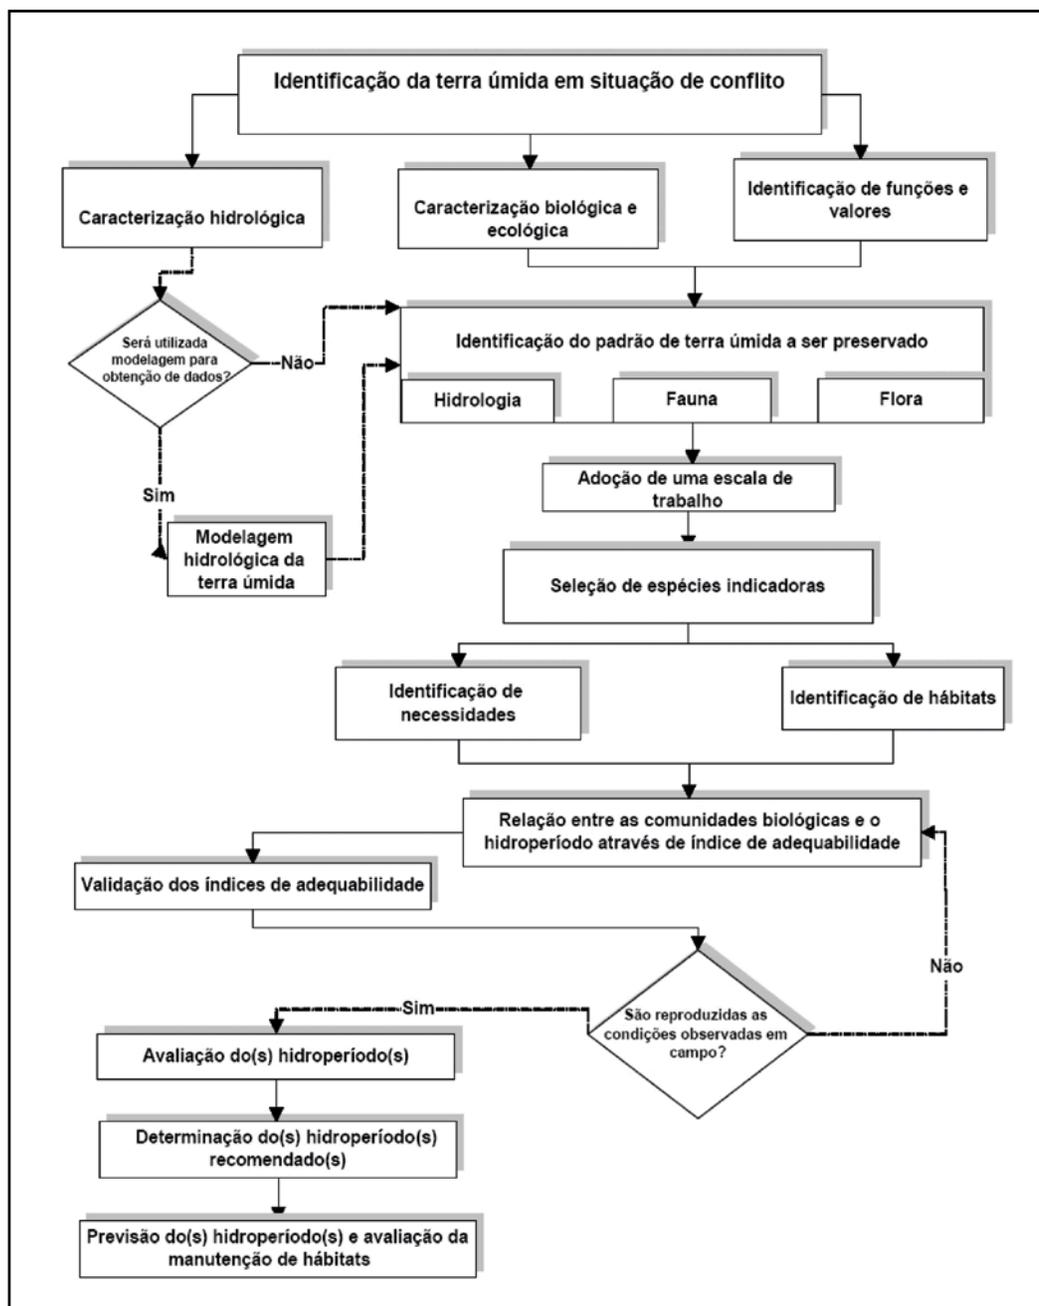 Identificação da terra úmida em situação de conflito
Caracterização hidrológica
Caracterização biológica e
ecológica
Identificação de funções e
valores
Será utilizada
modelagem para
obtenção de dados?
Não
Identificação do padrão de terra úmida a ser preservado
Hidrologia
Fauna
Flora
Sim
Modelagem
hidrológica da
terra úmida
Adoção de uma escala de
trabalho
Seleção de espécies indicadoras
Identificação de
necessidades
Identificação de hábitats
Relação entre as comunidades biológicas e o
hidroperíodo através de índice de adequabilidade
Validação dos índices de adequabilidade
Não
Sim
São reproduzidas as
condições observadas em
campo?
Avaliação do(s) hidroperíodo(s)
Determinação do(s) hidroperíodo(s)
recomendado(s)
Previsão do(s) hidroperíodo(s) e avaliação da
manutenção de hábitats